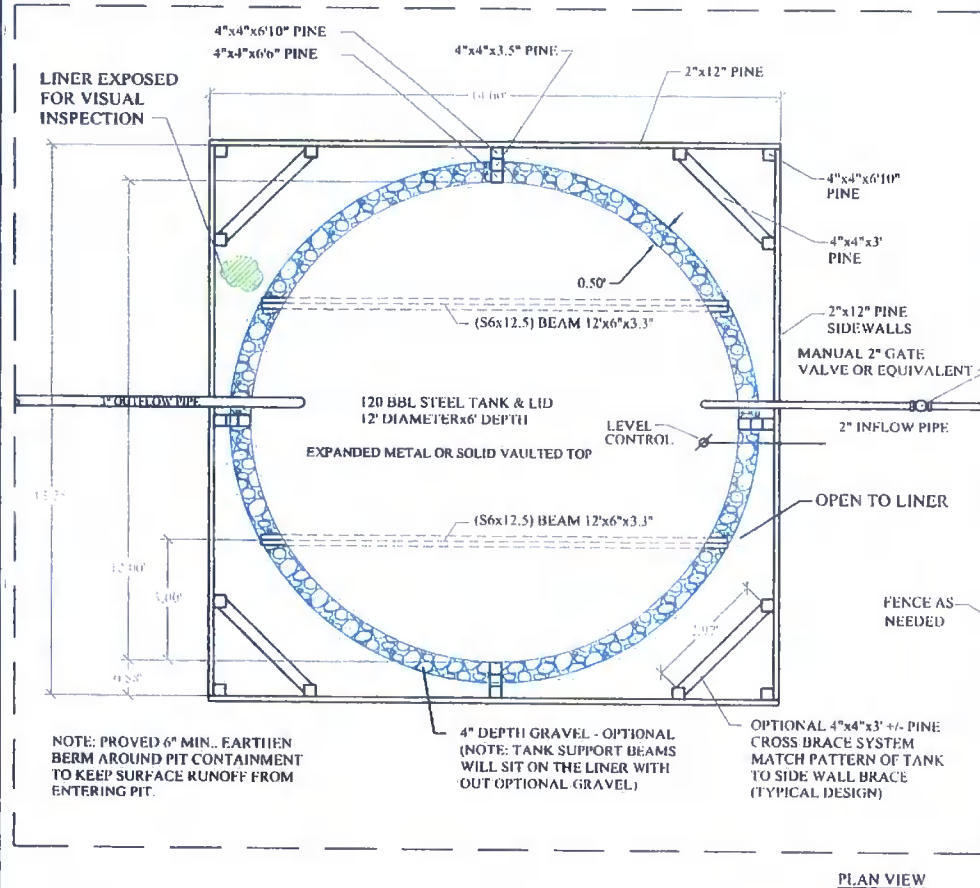 4"x4"x6'10" PINE
4"x4"x6'6" PINE
4"x4"x3.5" PINE
2"x12" PINE
LINER EXPOSED
FOR VISUAL
INSPECTION
4"x4"x6'10"
PINE
4"x4"x3'
PINE
0.50'
(S6x12.5) BEAM 12'x6"x3.3"
2"x12" PINE
SIDEWALLS
MANUAL 2" GATE
VALVE OR EQUIVALENT
OUTFLOW PIPE
120 BBL STEEL TANK & LID
12' DIAMETERx6' DEPTH
LEVEL
CONTROL
2" INFLOW PIPE
EXPANDED METAL OR SOLID VAULTED TOP
OPEN TO LINER
(S6x12.5) BEAM 12'x6"x3.3"
12.00'
FENCE AS
NEEDED
NOTE: PROVED 6" MIN.. EARTHEN
BERM AROUND PIT CONTAINMENT
TO KEEP SURFACE RUNOFF FROM
ENTERING PIT.
4" DEPTH GRAVEL - OPTIONAL
(NOTE: TANK SUPPORT BEAMS
WILL SIT ON THE LINER WITH
OUT OPTIONAL GRAVEL)
OPTIONAL 4"x4"x3' +/- PINE
CROSS BRACE SYSTEM
MATCH PATTERN OF TANK
TO SIDE WALL BRACE
(TYPICAL DESIGN)
PLAN VIEW